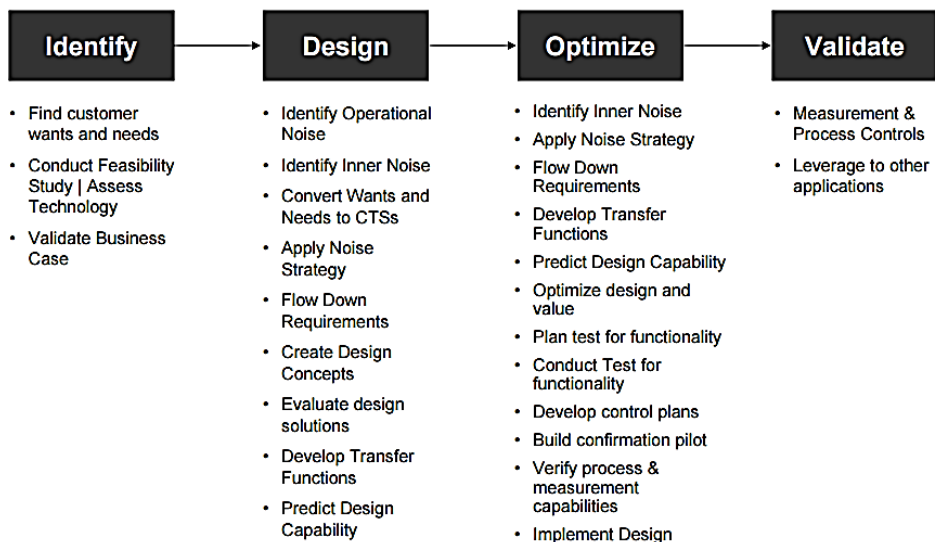 Identify
Design
Optimize
Validate
• Find customer
wants and needs
• Conduct Feasibility
Study | Assess
Technology
• Validate Business
Case
• Identify Operational
Noise
• Identify Inner Noise
• Convert Wants and
Needs to CTSs
• Apply Noise
Strategy
• Flow Down
Requirements
• Create Design
Concepts
• Evaluate design
solutions
• Develop Transfer
Functions
• Predict Design
Capability
• Identify Inner Noise
• Apply Noise Strategy
• Flow Down
Requirements
• Develop Transfer
Functions
• Predict Design Capability
• Optimize design and
value
• Plan test for functionality
• Conduct Test for
functionality
• Develop control plans
• Build confirmation pilot
• Verify process &
measurement
capabilities
• Implement Design
• Measurement &
Process Controls
• Leverage to other
applications